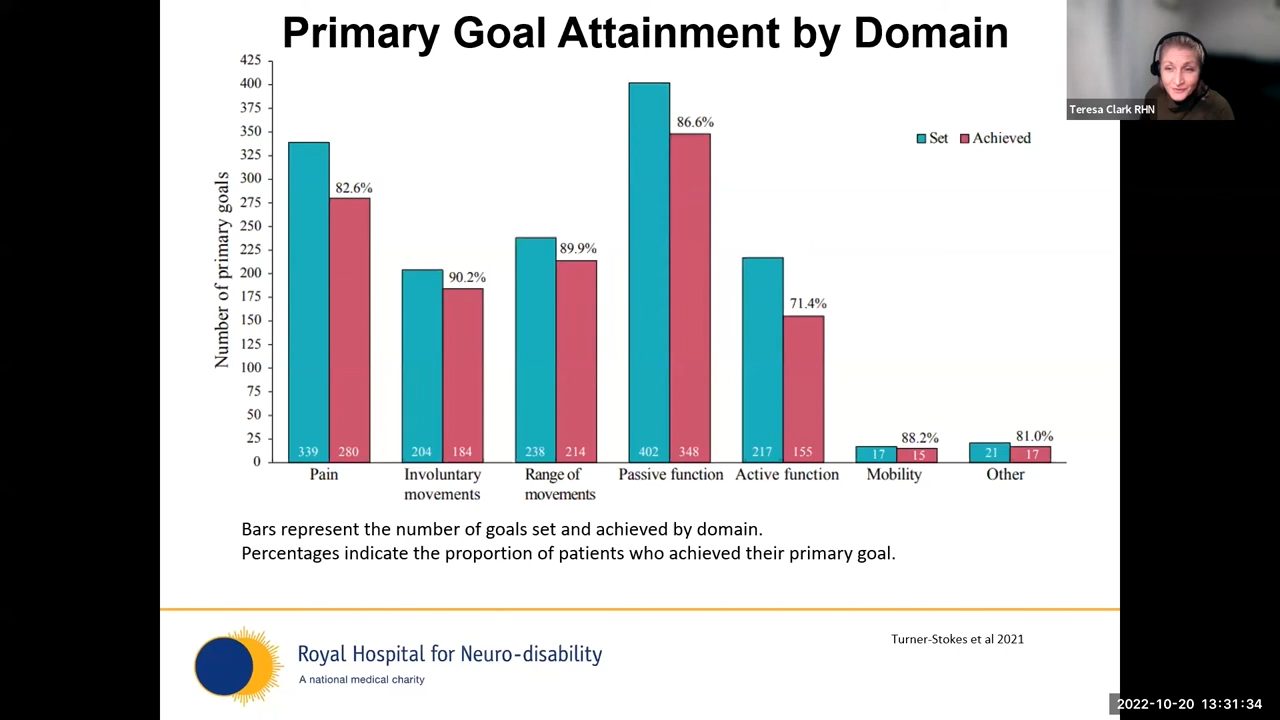 Primary Goal Attainment by Domain
Teresa Clark RHN
Number of primary goals
425
400
375
350
325
300
275
250
225
200
175
150
125
100
75
50
25
0
Set Achieved
82.6%
90.2%
89.9%
86.6%
71.4%
88.2%
81.0%
339 280 204 184 238 214 402 348 217 155 17 15 21 17
Pain
Involuntary
movements
Range of
movements
Passive function
Active function
Mobility
Other
Bars represent the number of goals set and achieved by domain.
Percentages indicate the proportion of patients who achieved their primary goal.
Turner-Stokes et al 2021
Royal Hospital for Neuro-disability
A national medical charity
2022-10-20 13:31:34